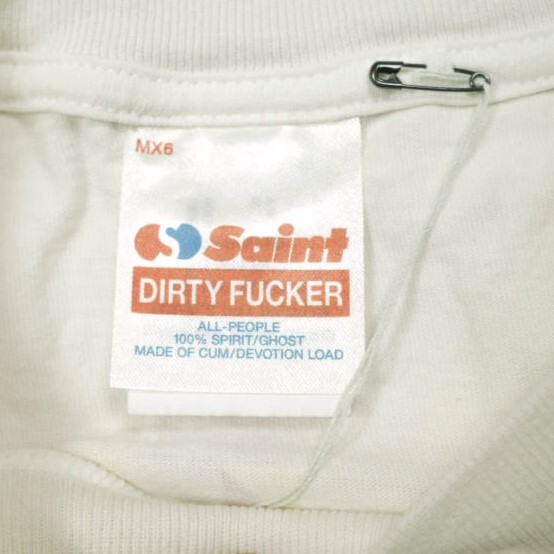 MX6
Saint
DIRTY FUCKER
ALL-PEOPLE
100% SPIRIT/GHOST
MADE OF CUM/DEVOTION LOAD